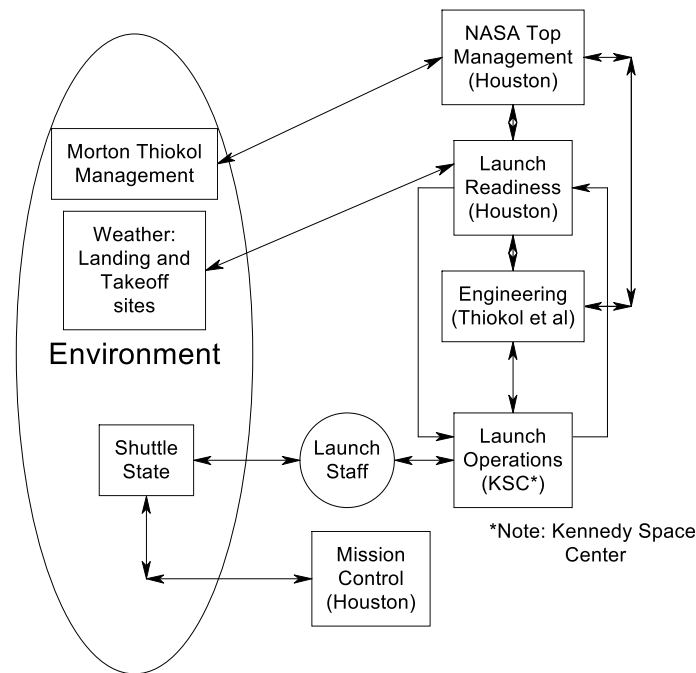 NASA Top
Management
(Houston)
Morton Thiokol
Management
Launch
Readiness
(Houston)
Weather:
Landing and
Takeoff
sites
Engineering
(Thiokol et al)
Environment
Shuttle
State
Launch
Staff
Launch
Operations
(KSC*)
*Note: Kennedy Space
Center
Mission
Control
(Houston)